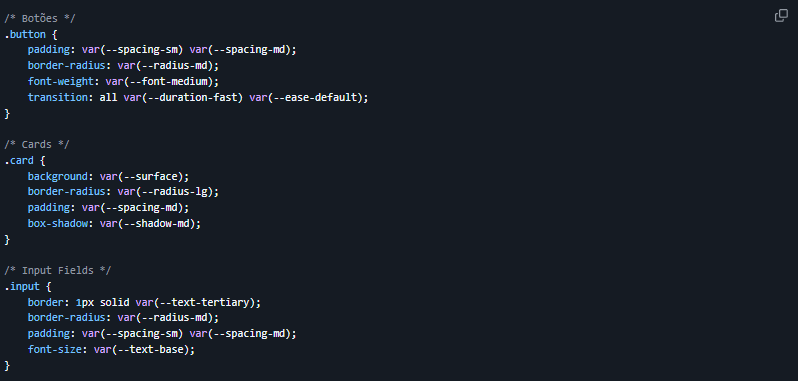 /* Botões */
.button {
    padding: var(--spacing-sm) var(--spacing-md);
    border-radius: var(--radius-md);
    font-weight: var(--font-medium);
    transition: all var(--duration-fast) var(--ease-default);
}

/* Cards */
.card {
    background: var(--surface);
    border-radius: var(--radius-lg);
    padding: var(--spacing-md);
    box-shadow: var(--shadow-md);
}

/* Input Fields */
.input {
    border: 1px solid var(--text-tertiary);
    border-radius: var(--radius-md);
    padding: var(--spacing-sm) var(--spacing-md);
    font-size: var(--text-base);
}